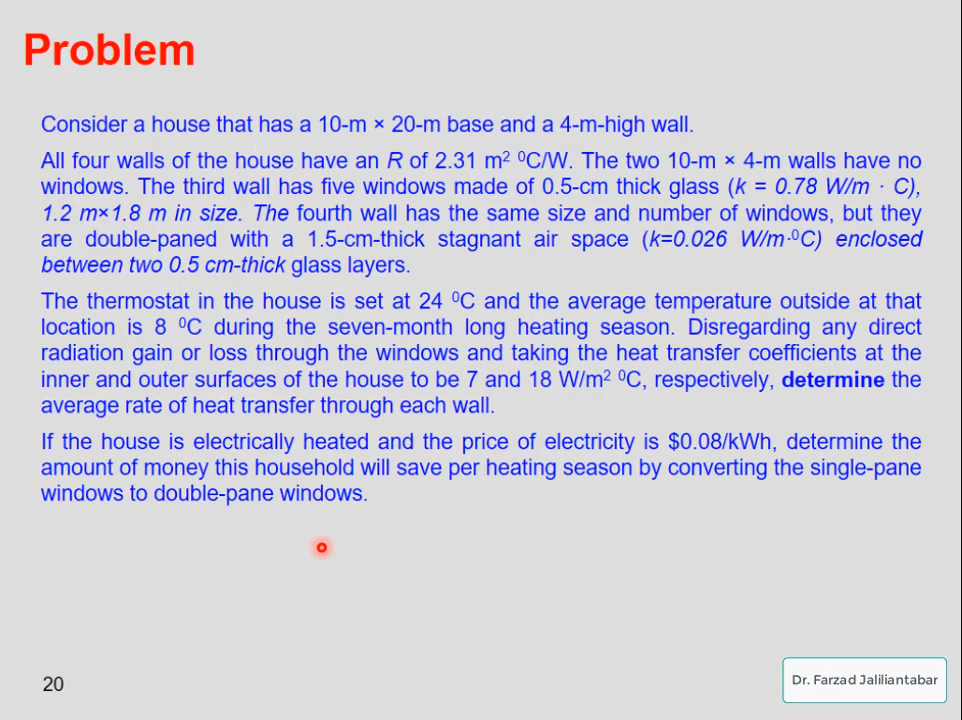 Problem
Consider a house that has a 10-m × 20-m base and a 4-m-high wall.
All four walls of the house have an R of 2.31 m² ⁰C/W. The two 10-m × 4-m walls have no
windows. The third wall has five windows made of 0.5-cm thick glass (k = 0.78 W/m · C),
1.2 m×1.8 m in size. The fourth wall has the same size and number of windows, but they
are double-paned with a 1.5-cm-thick stagnant air space (k=0.026 W/m·⁰C) enclosed
between two 0.5 cm-thick glass layers.
The thermostat in the house is set at 24 ⁰C and the average temperature outside at that
location is 8 ⁰C during the seven-month long heating season. Disregarding any direct
radiation gain or loss through the windows and taking the heat transfer coefficients at the
inner and outer surfaces of the house to be 7 and 18 W/m² ⁰C, respectively, determine the
average rate of heat transfer through each wall.
If the house is electrically heated and the price of electricity is $0.08/kWh, determine the
amount of money this household will save per heating season by converting the single-pane
windows to double-pane windows.
20
Dr. Farzad Jaliliantabar